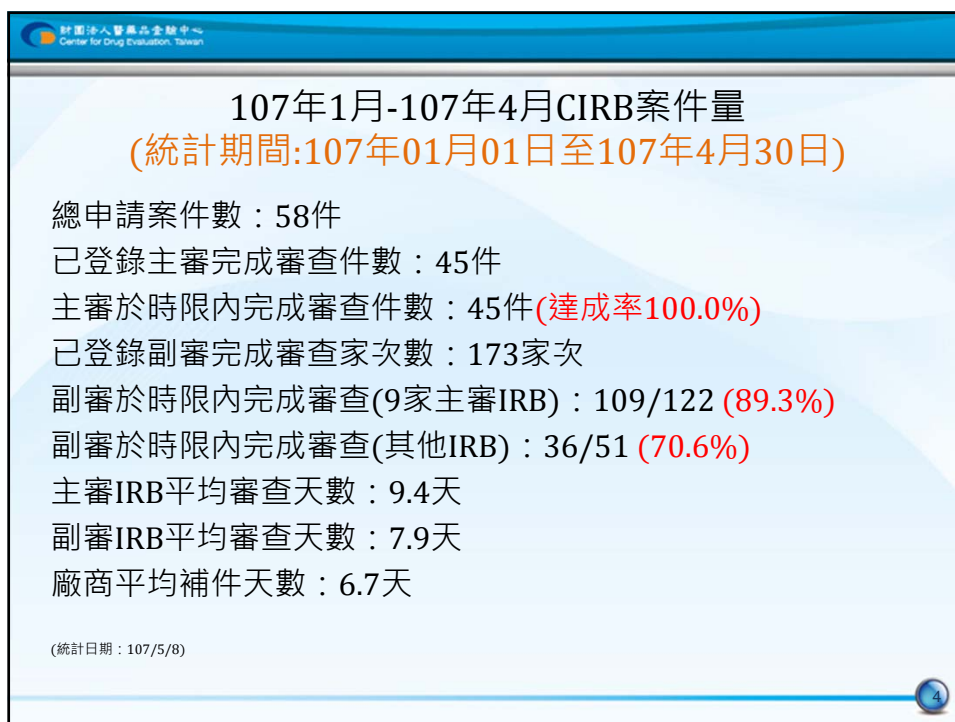 財團法人醫藥品查驗中心
Center for Drug Evaluation, Taiwan
107年1月-107年4月CIRB案件量
(統計期間:107年01月01日至107年4月30日)
總申請案件數：58件
已登錄主審完成審查件數：45件
主審於時限內完成審查件數：45件(達成率100.0%)
已登錄副審完成審查家次數：173家次
副審於時限內完成審查(9家主審IRB)：109/122 (89.3%)
副審於時限內完成審查(其他IRB)：36/51 (70.6%)
主審IRB平均審查天數：9.4天
副審IRB平均審查天數：7.9天
廠商平均補件天數：6.7天
(統計日期：107/5/8)
4